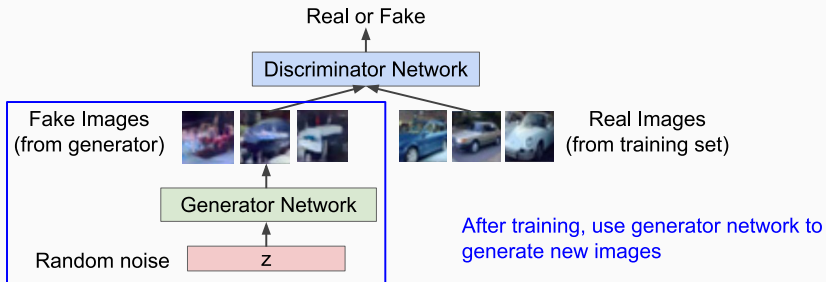 Real or Fake
Discriminator Network
Fake Images
(from generator)
Real Images
(from training set)
Generator Network
After training, use generator network to
generate new images
Random noise
z